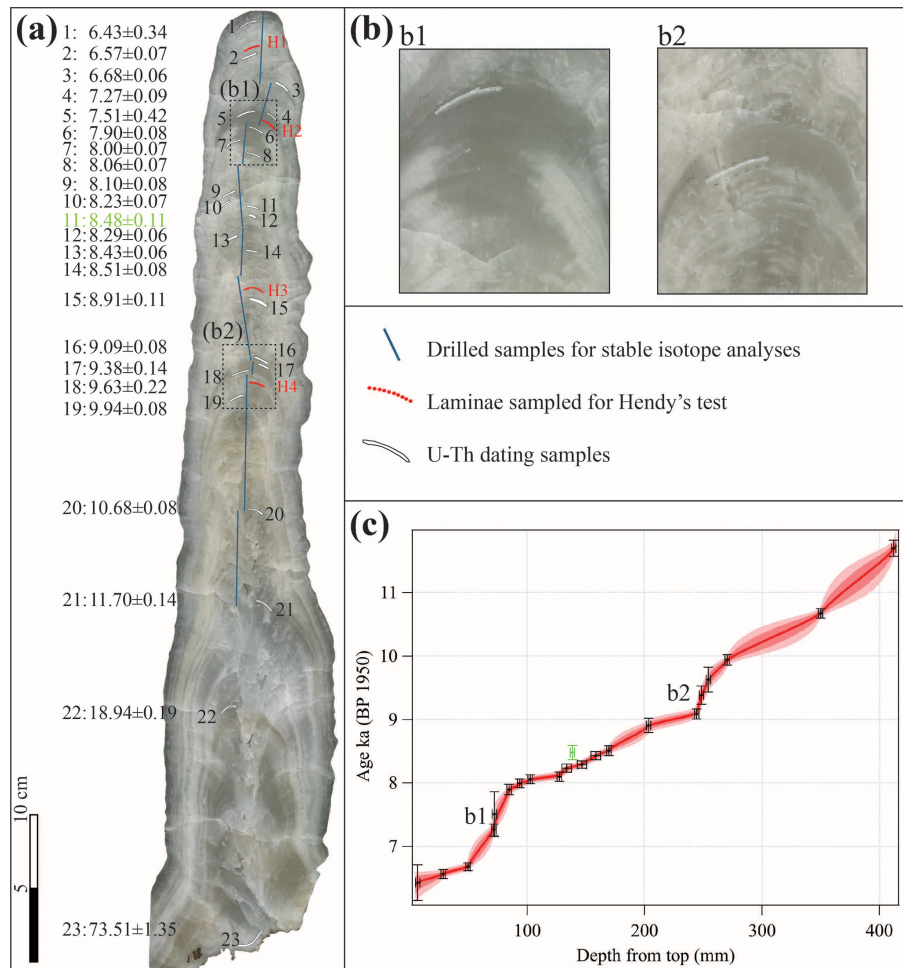 (a)
1: 6.43±0.34
2: 6.57±0.07
3: 6.68±0.06
4: 7.27±0.09
5: 7.51±0.42
6: 7.90±0.08
7: 8.00±0.07
8: 8.06±0.07
9: 8.10±0.08
10: 8.23±0.07
11: 8.48±0.11
12: 8.29±0.06
13: 8.43±0.06
14: 8.51±0.08
15: 8.91±0.11
16: 9.09±0.08
17: 9.38±0.14
18: 9.63±0.22
19: 9.94±0.08
20: 10.68±0.08
21: 11.70±0.14
22: 18.94±0.19
23: 73.51±1.35
10 cm
5
1
H1
2
3
(b1)
5
4
H2
6
7
8
9
10
11
12
13
14
H3
15
(b2)
16
17
18
H4
19
20
21
22
23
(b)
b1
b2
Drilled samples for stable isotope analyses
Laminae sampled for Hendy's test
U-Th dating samples
(c)
Age ka (BP 1950)
11
10
9
8
7
b1
b2
100
200
300
400
Depth from top (mm)